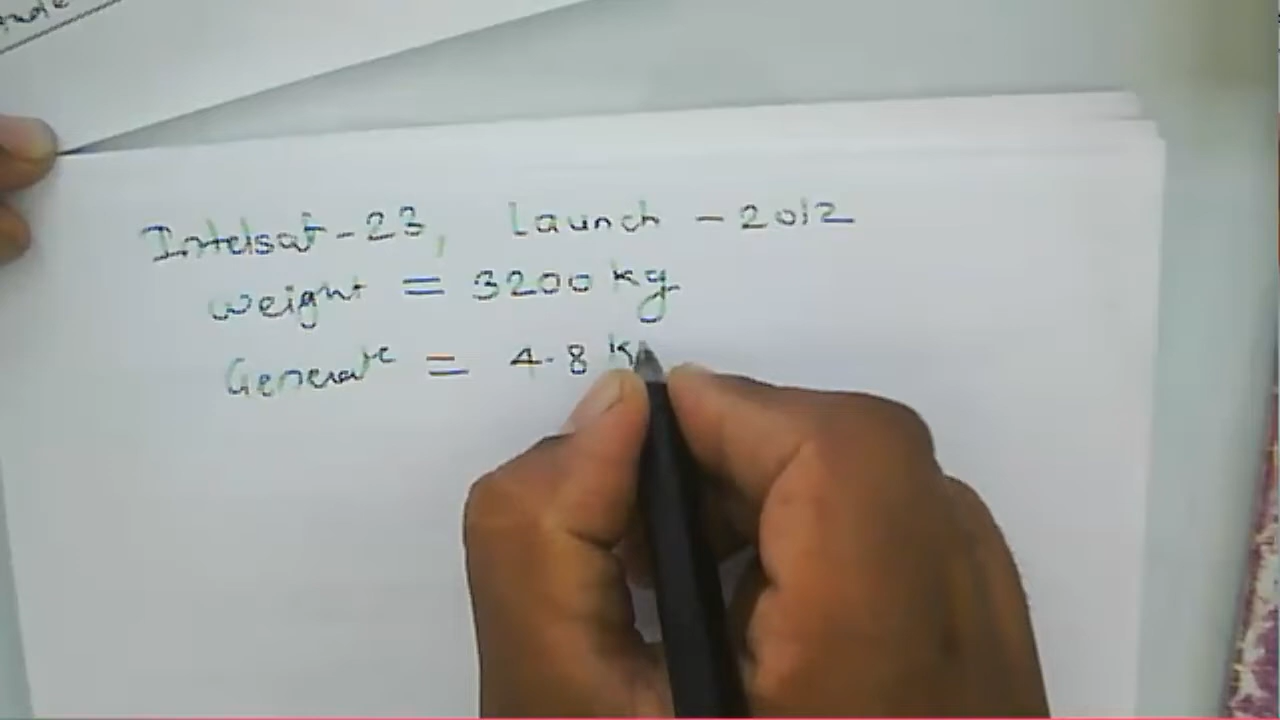 Intelsat-23, Launch - 2012
Weight = 3200 kg
Generate = 4.8 K